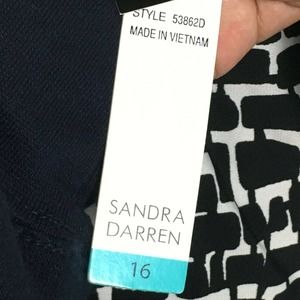 STYLE 53862D
MADE IN VIETNAM
SANDRA
DARREN
16